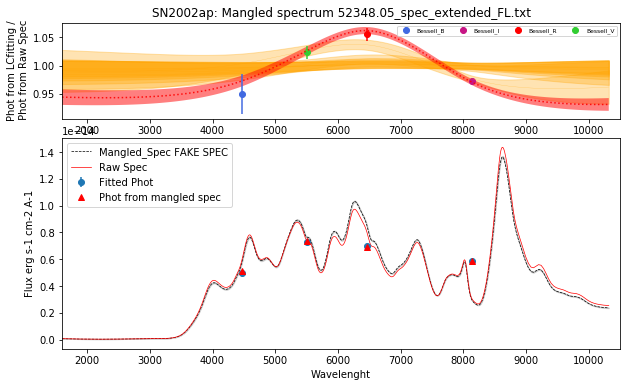 SN2002ap: Mangled spectrum 52348.05_spec_extended_FL.txt
Phot from LCfitting /
Phot from Raw Spec
1.05
1.00
0.95
Bessell_B
Bessell_I
Bessell_R
Bessell_V
2000 3000 4000 5000 6000 7000 8000 9000 10000
1e-14
Flux erg s-1 cm-2 A-1
1.4
1.2
1.0
0.8
0.6
0.4
0.2
0.0
Mangled_Spec FAKE SPEC
Raw Spec
Fitted Phot
Phot from mangled spec
2000 3000 4000 5000 6000 7000 8000 9000 10000
Wavelenght